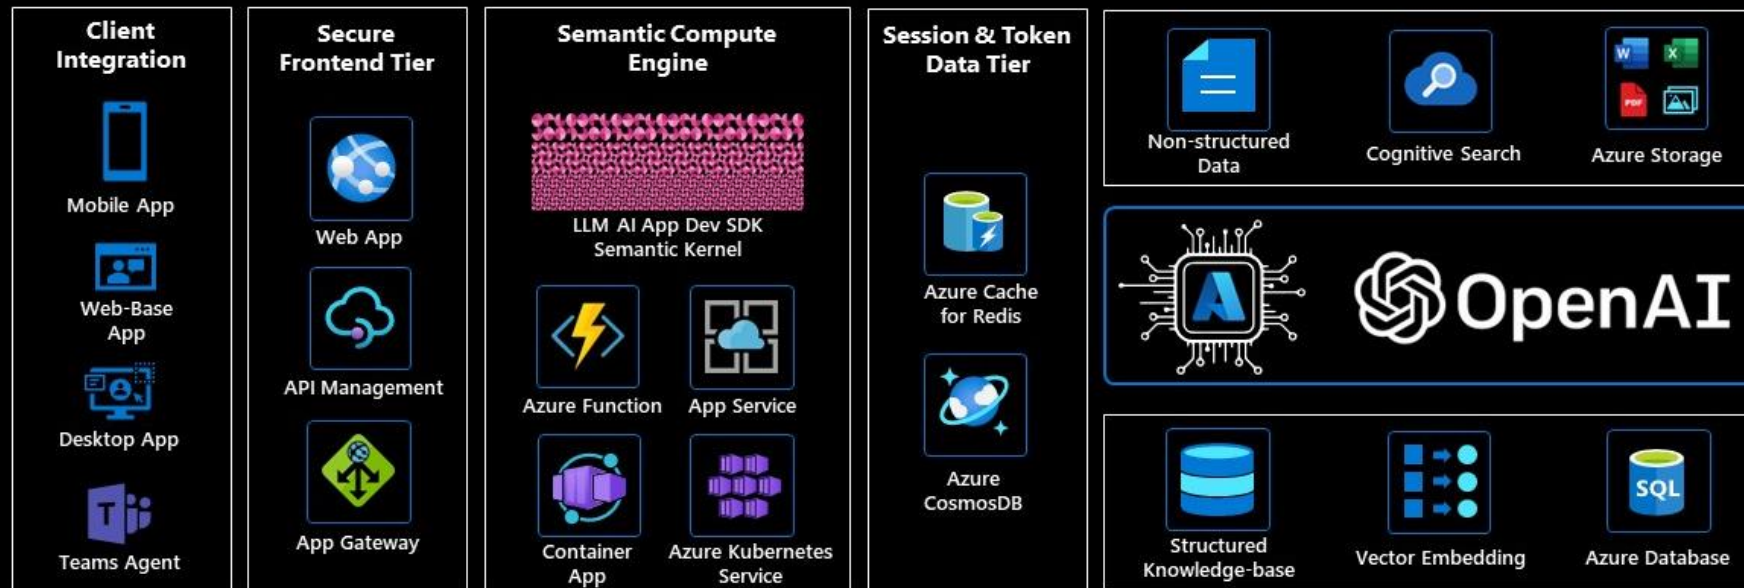 Client
Integration
Mobile App
Web-Base
App
Desktop App
T
Teams Agent
Secure
Frontend Tier
Web App
API Management
App Gateway
Semantic Compute
Engine
LLM AI App Dev SDK
Semantic Kernel
Azure Function
App Service
Container
App
Azure Kubernetes
Service
Session & Token
Data Tier
Azure Cache
for Redis
Azure
CosmosDB
Non-structured
Data
Cognitive Search
W
X
PDF
Azure Storage
A
OpenAI
Structured
Knowledge-base
Vector Embedding
SQL
Azure Database